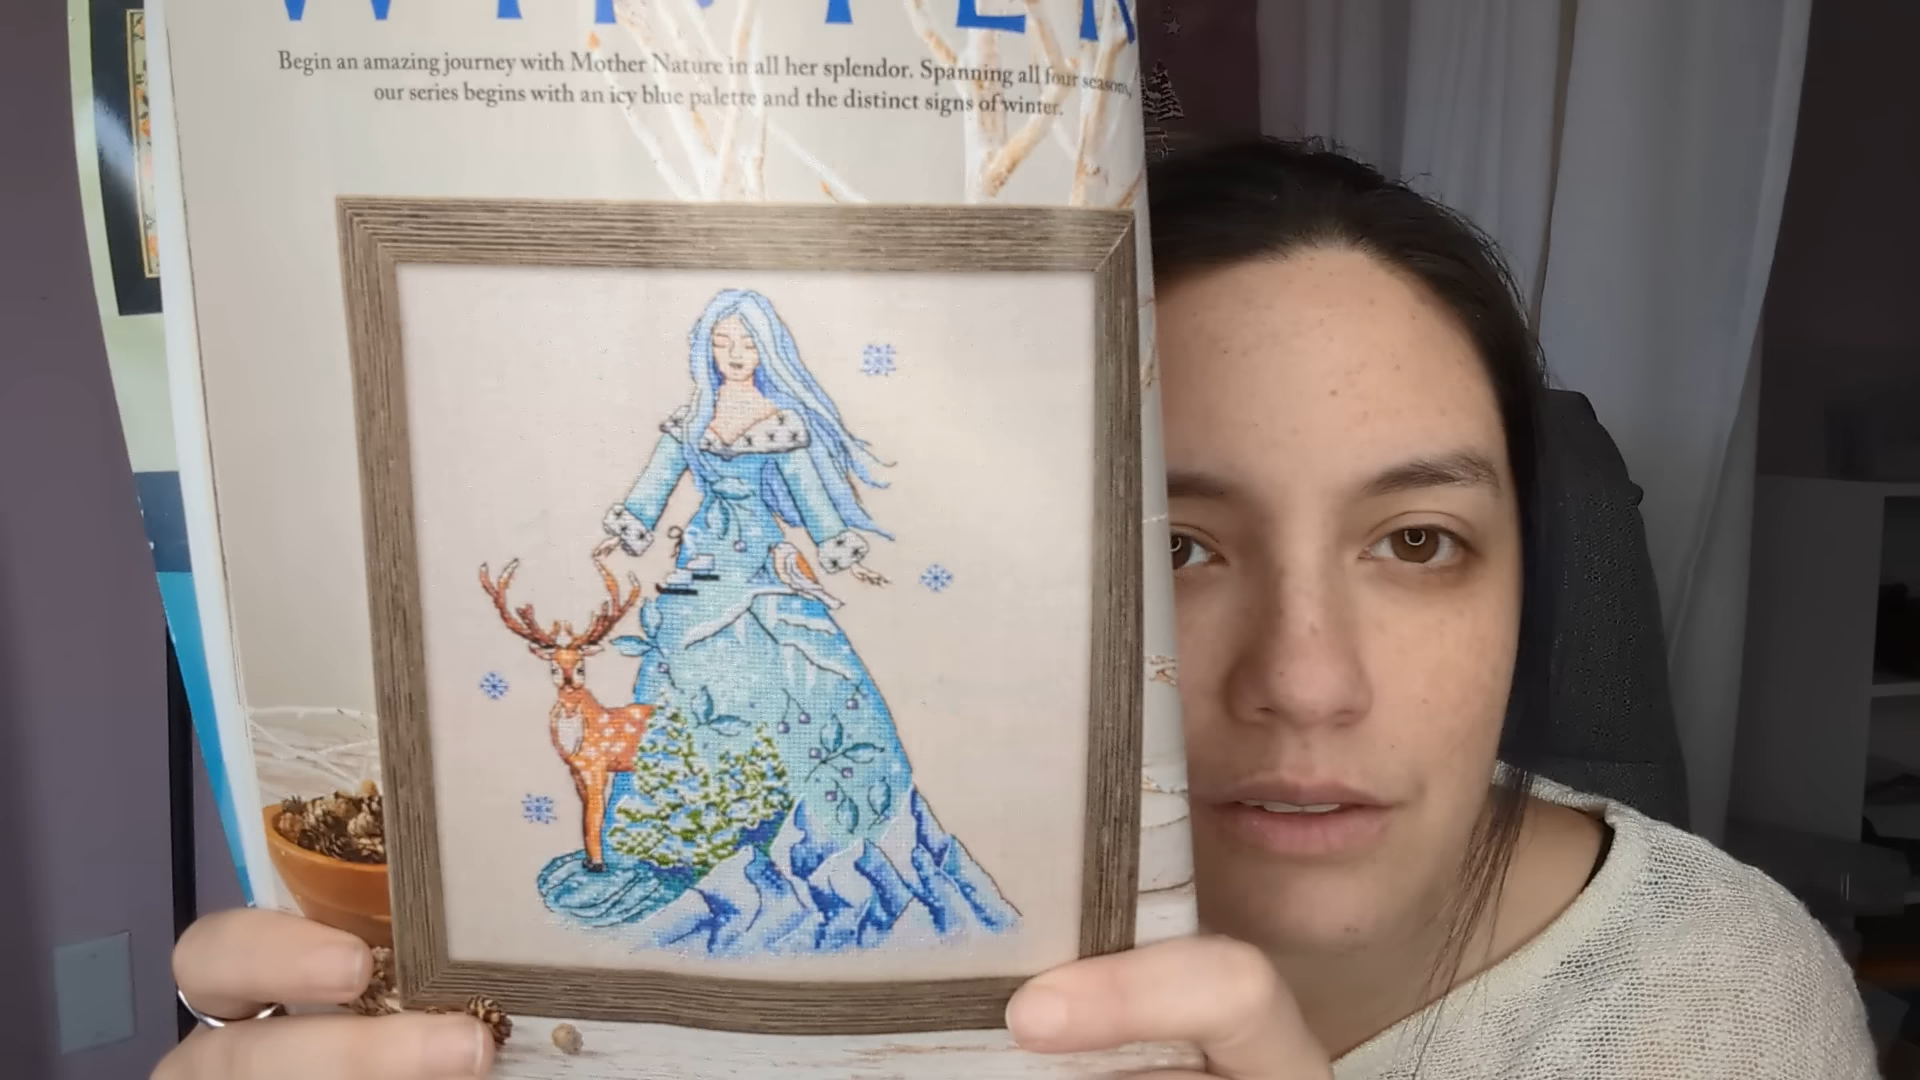 WINTER
Begin an amazing journey with Mother Nature in all her splendor. Spanning all four seasons,
our series begins with an icy blue palette and the distinct signs of winter.